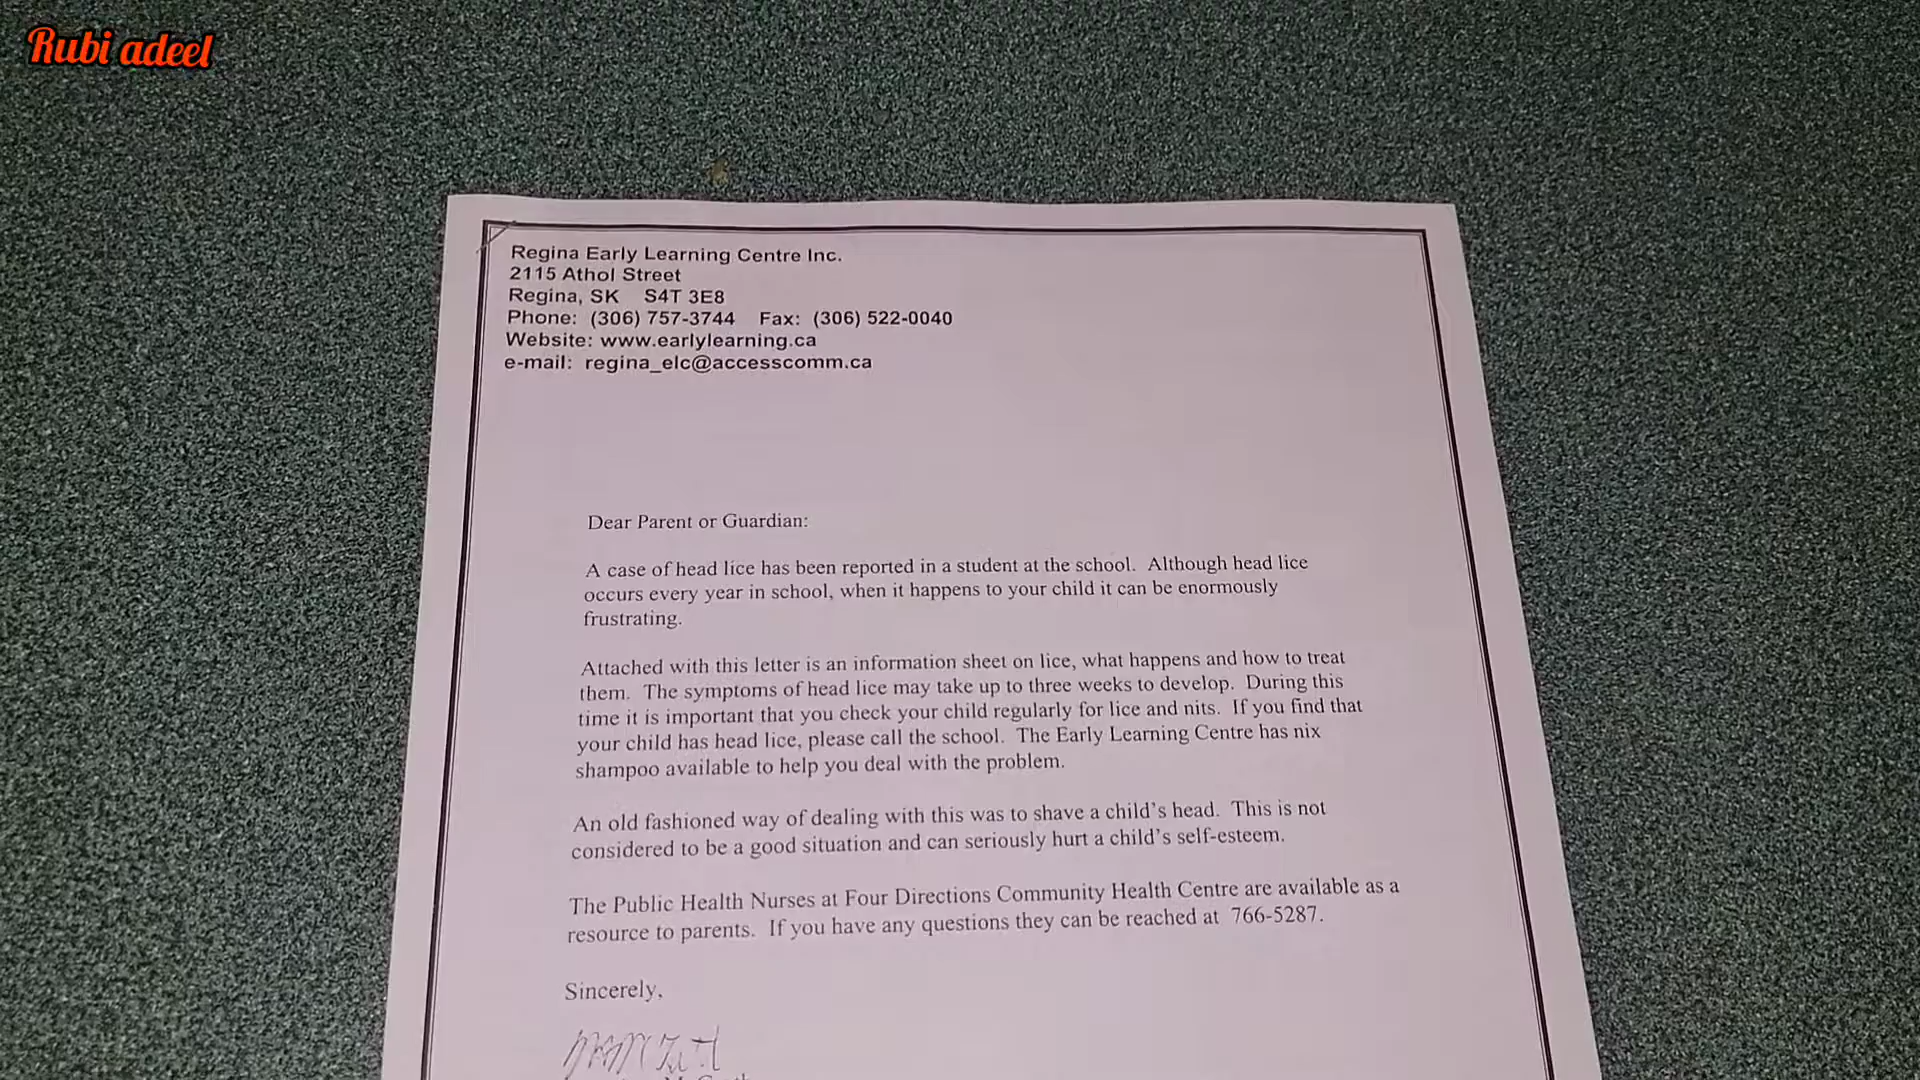 Rubi adeel
Regina Early Learning Centre Inc.
2115 Athol Street
Regina, SK S4T 3E8
Phone: (306) 757-3744 Fax: (306) 522-0040
Website: www.earlylearning.ca
e-mail: regina_elc@accesscomm.ca
Dear Parent or Guardian:
A case of head lice has been reported in a student at the school. Although head lice
occurs every year in school, when it happens to your child it can be enormously
frustrating.
Attached with this letter is an information sheet on lice, what happens and how to treat
them. The symptoms of head lice may take up to three weeks to develop. During this
time it is important that you check your child regularly for lice and nits. If you find that
your child has head lice, please call the school. The Early Learning Centre has nix
shampoo available to help you deal with the problem.
An old fashioned way of dealing with this was to shave a child's head. This is not
considered to be a good situation and can seriously hurt a child's self-esteem.
The Public Health Nurses at Four Directions Community Health Centre are available as a
resource to parents. If you have any questions they can be reached at 766-5287.
Sincerely,